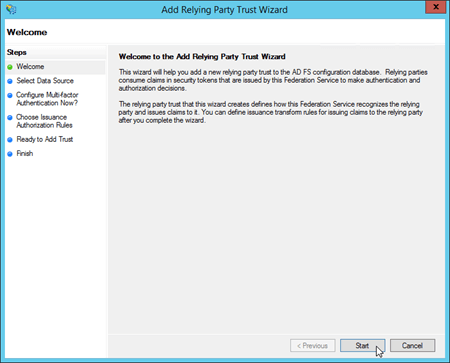 Add Relying Party Trust Wizard
x
Welcome
Steps
Welcome
Select Data Source
Configure Multi-factor
Authentication Now?
Choose Issuance
Authorization Rules
Ready to Add Trust
Finish
Welcome to the Add Relying Party Trust Wizard
This wizard will help you add a new relying party trust to the AD FS configuration database. Relying parties
consume claims in security tokens that are issued by this Federation Service to make authentication and
authorization decisions.
The relying party trust that this wizard creates defines how this Federation Service recognizes the relying
party and issues claims to it. You can define issuance transform rules for issuing claims to the relying party
after you complete the wizard.
< Previous
Start
Cancel